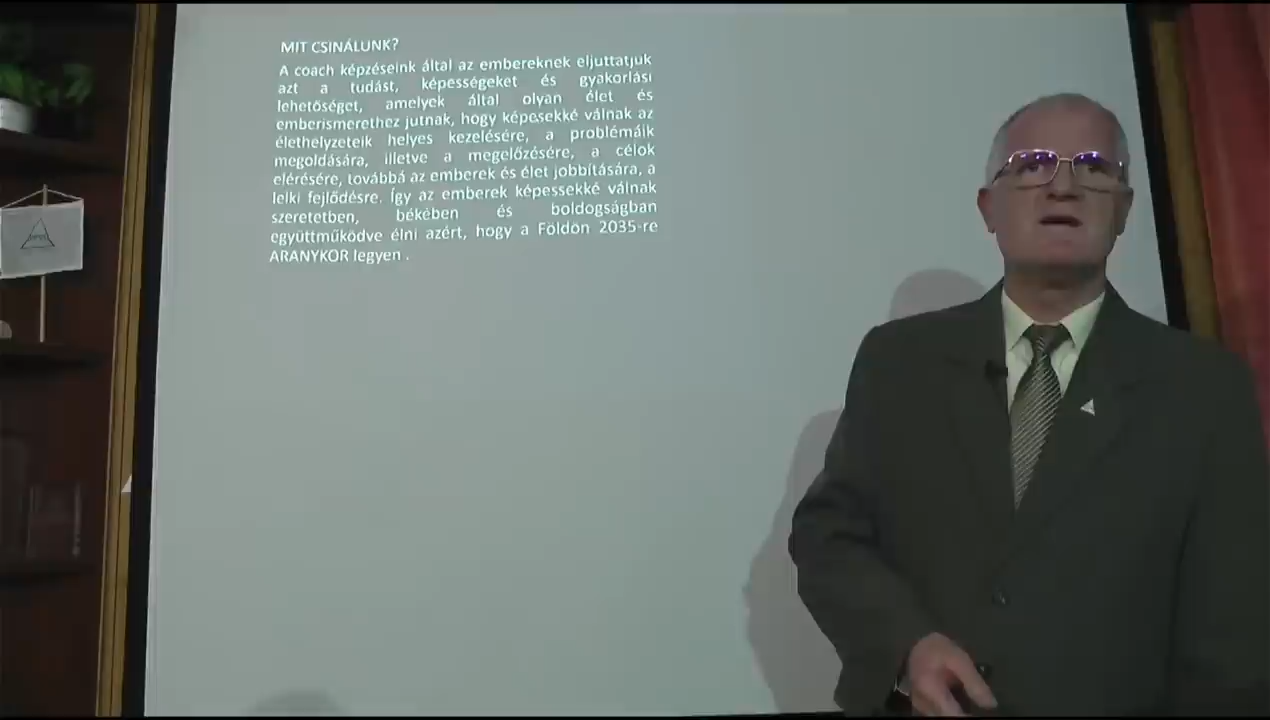 MIT CSINÁLUNK?
A coach képzéseink által az embereknek eljuttatjuk
azt a tudást, képességeket és gyakorlási
lehetőséget, amelyek által olyan élet és
emberismerethez jutnak, hogy képesekké válnak az
élethelyzeteik helyes kezelésére, a problémáik
megoldására, illetve a megelőzésére, a célok
elérésére, továbbá az emberek és élet jobbítására, a
lelki fejlődésre. Így az emberek képessekké válnak
szeretetben, békében és boldogságban
együttműködve élni azért, hogy a Földön 2035-re
ARANYKOR legyen .